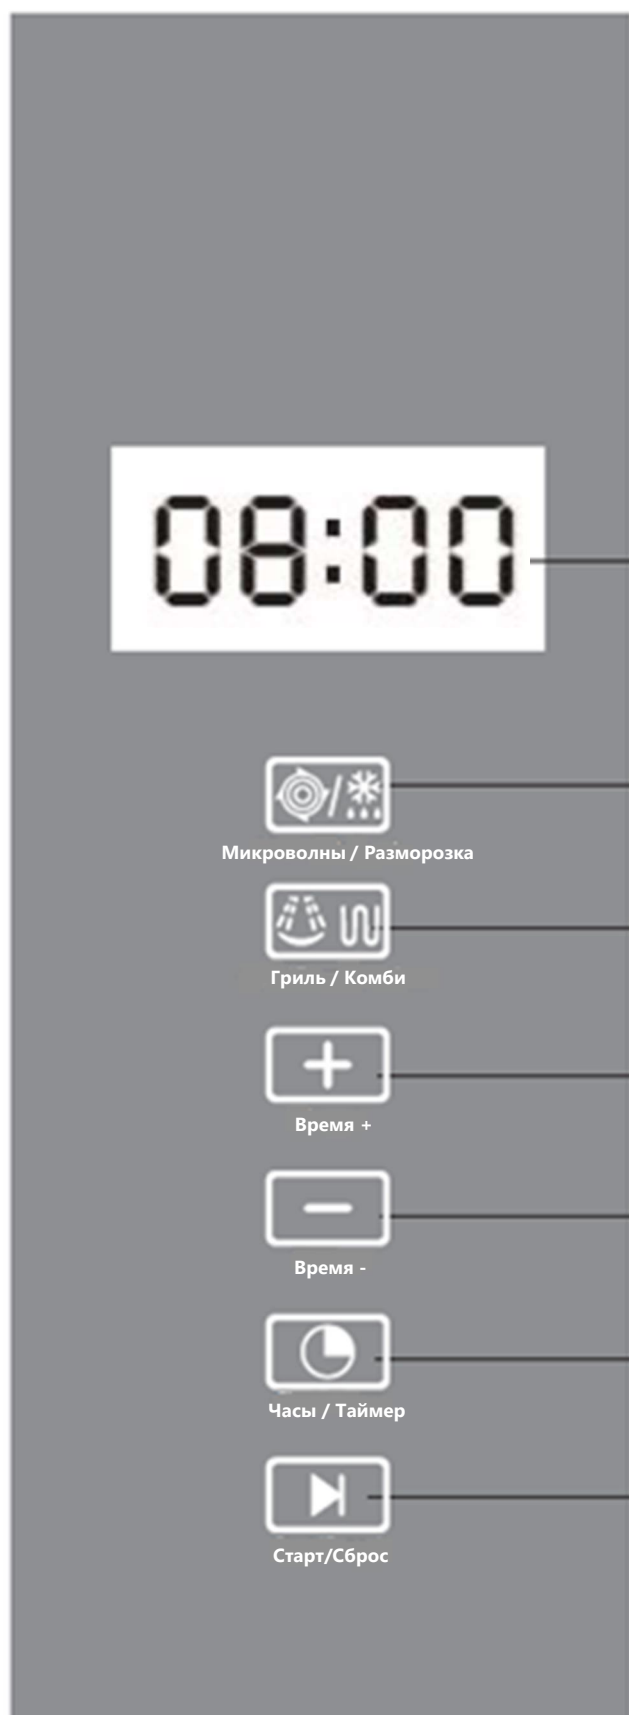 08:00
Микроволны / Разморозка
Гриль / Комби
Время +
Время -
Часы / Таймер
Старт/Сброс